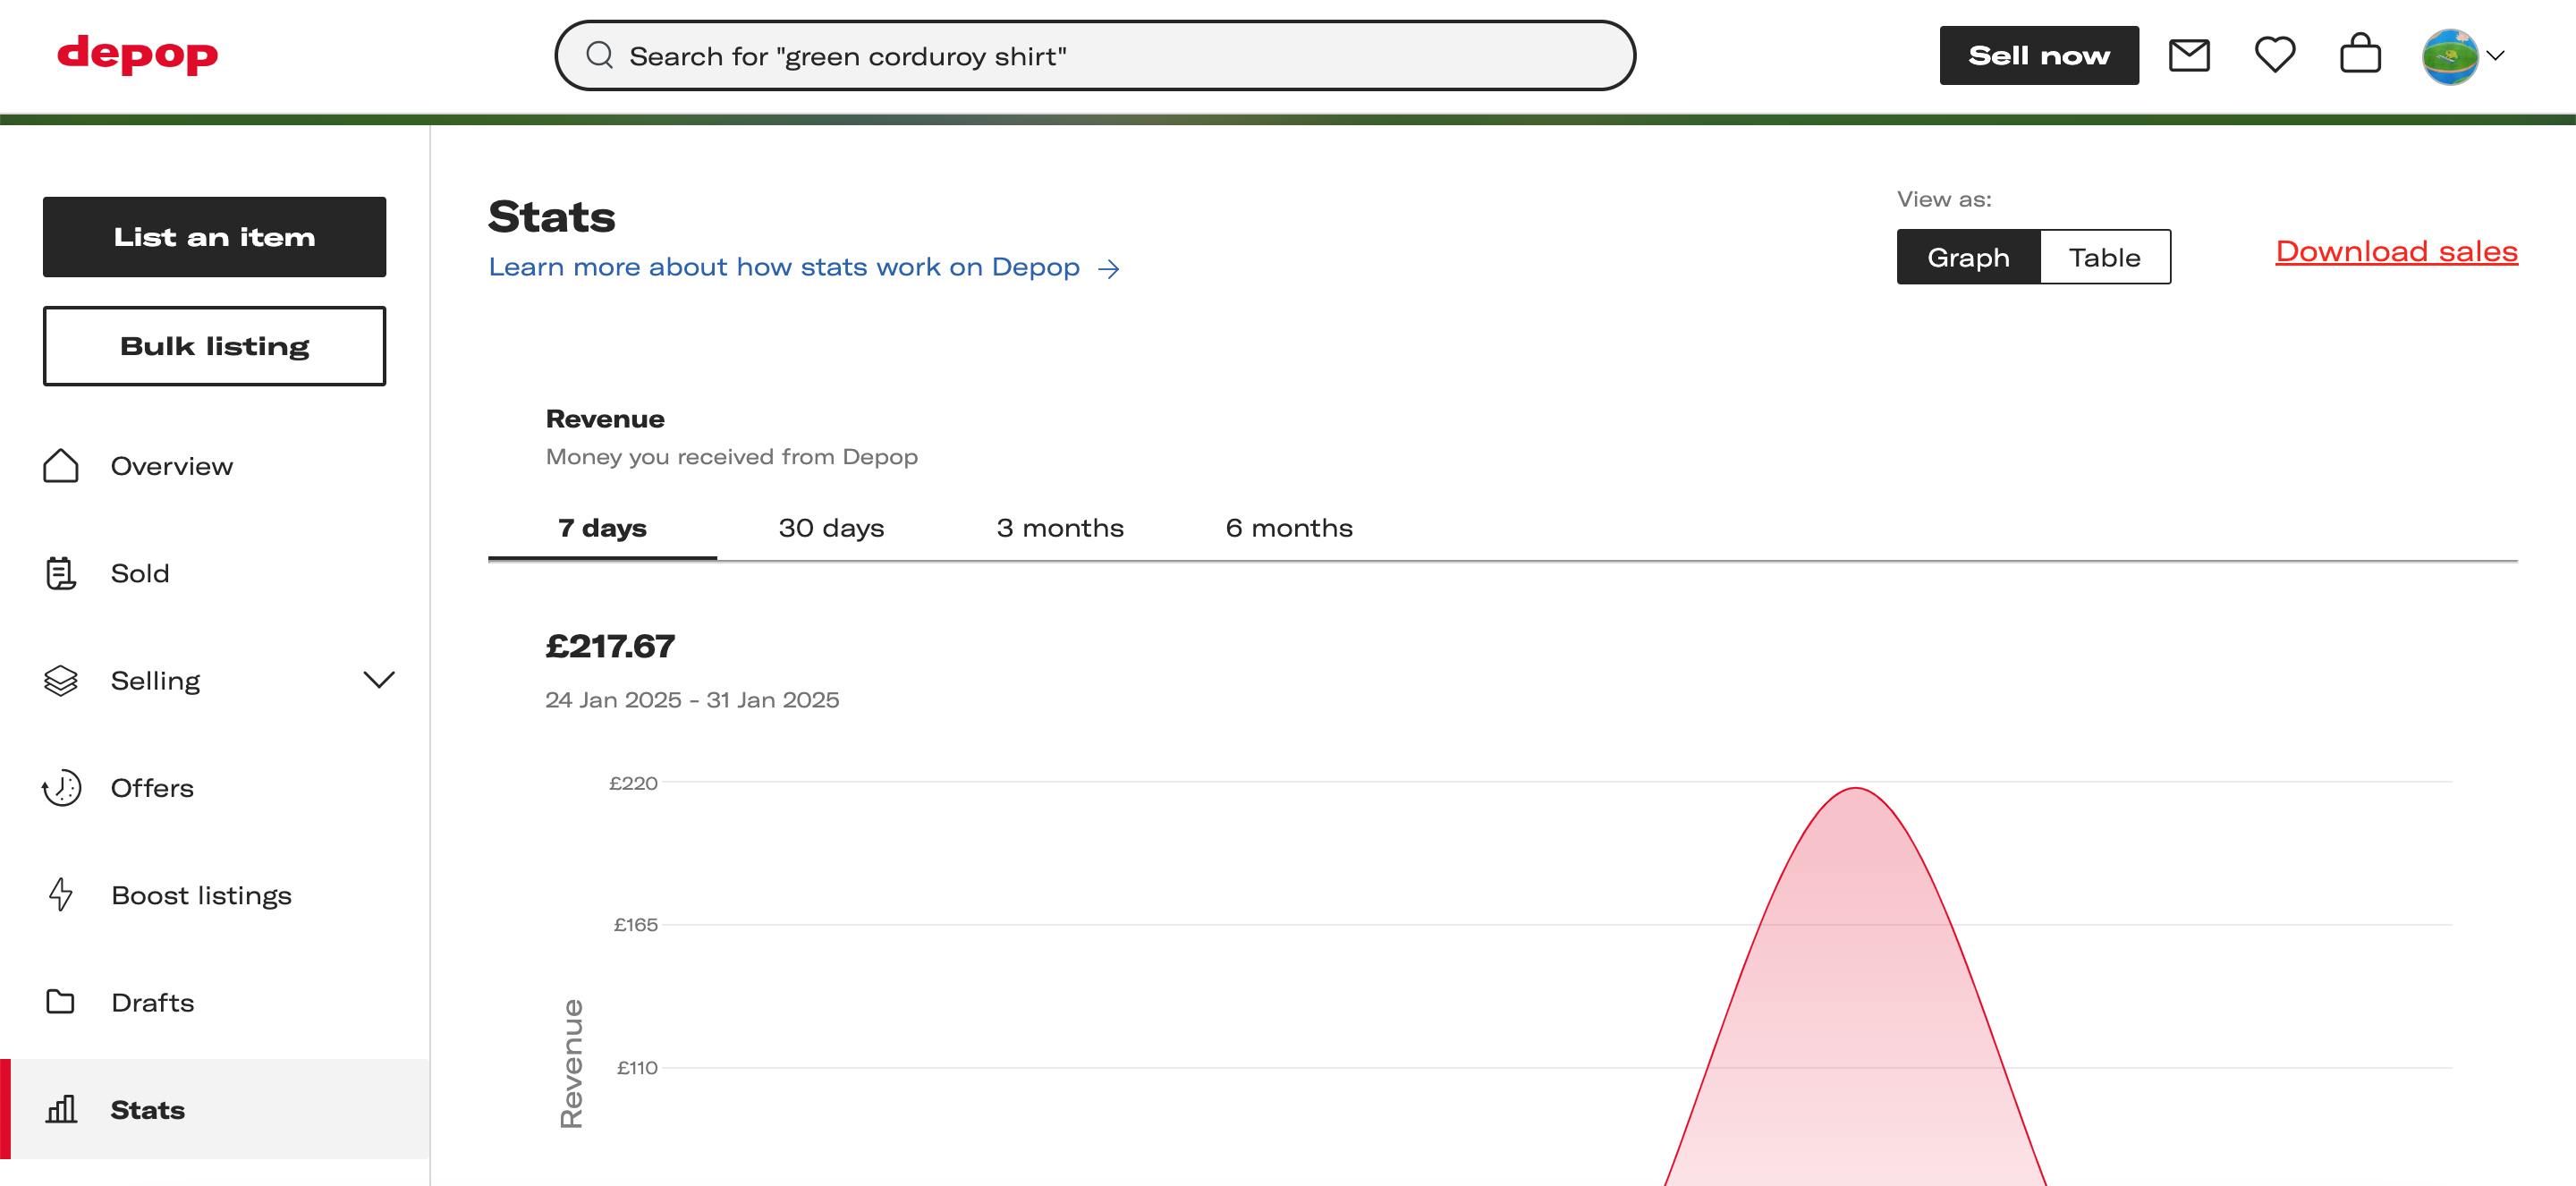 depop
Search for "green corduroy shirt"
Sell now
List an item
Bulk listing
Overview
Sold
Selling
Offers
Boost listings
Drafts
Stats
Stats
Learn more about how stats work on Depop →
View as:
Graph
Table
Download sales
Revenue
Money you received from Depop
7 days
30 days
3 months
6 months
£217.67
24 Jan 2025 - 31 Jan 2025
£220
£165
£110
Revenue